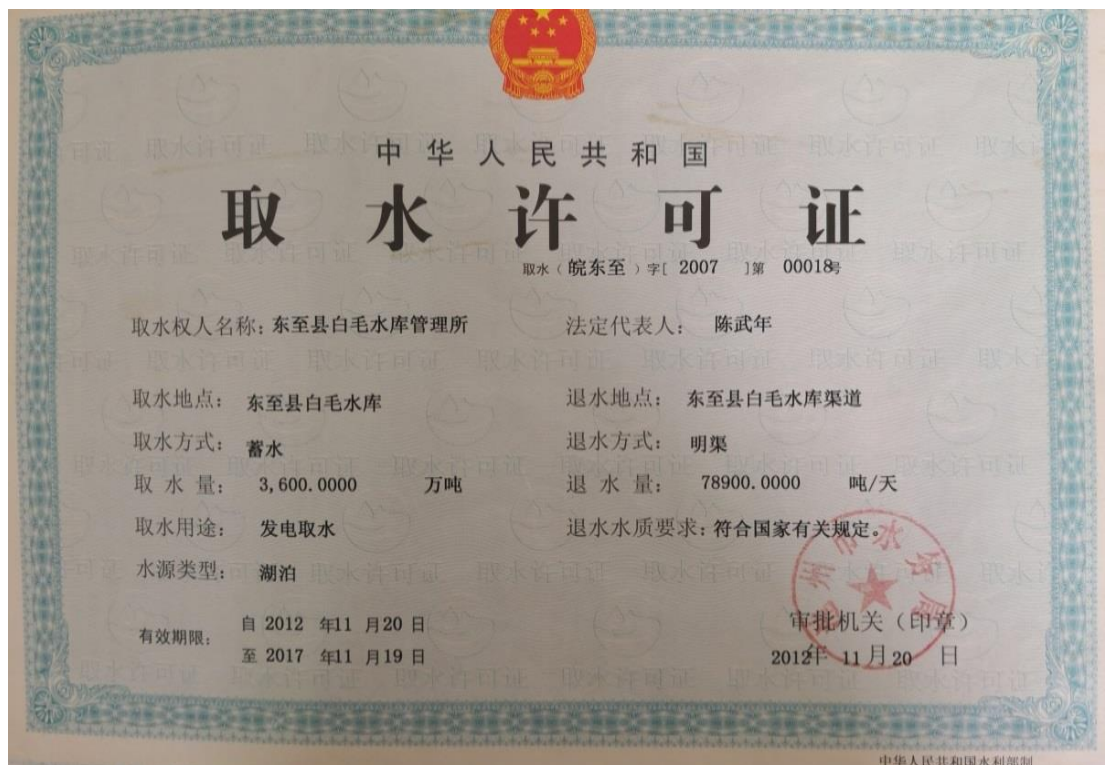 中华人民共和国
取水许可证
取水（皖东至）字[ 2007 ]第 00018号
取水权人名称：东至县白毛水库管理所 法定代表人： 陈武年
取水地点： 东至县白毛水库 退水地点： 东至县白毛水库渠道
取水方式： 蓄水 退水方式： 明渠
取 水 量： 3,600.0000 万吨 退 水 量： 78900.0000 吨/天
取水用途： 发电取水 退水水质要求：符合国家有关规定。
水源类型： 湖泊
有效期限： 自 2012 年11 月20 日
至 2017 年11 月19 日
池州市水务局
审批机关（印章）
2012年 11月20 日
中华人民共和国水利部制